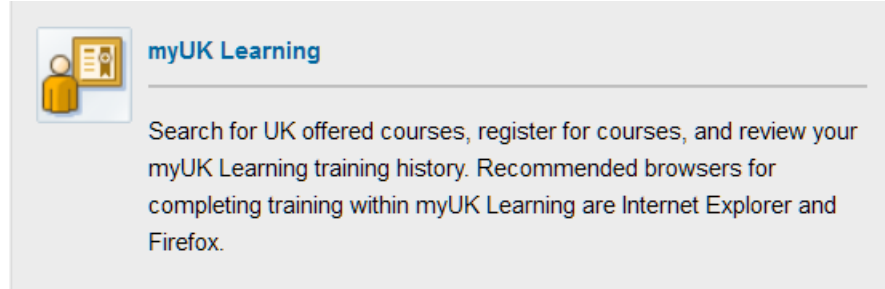 myUK Learning
Search for UK offered courses, register for courses, and review your
myUK Learning training history. Recommended browsers for
completing training within myUK Learning are Internet Explorer and
Firefox.